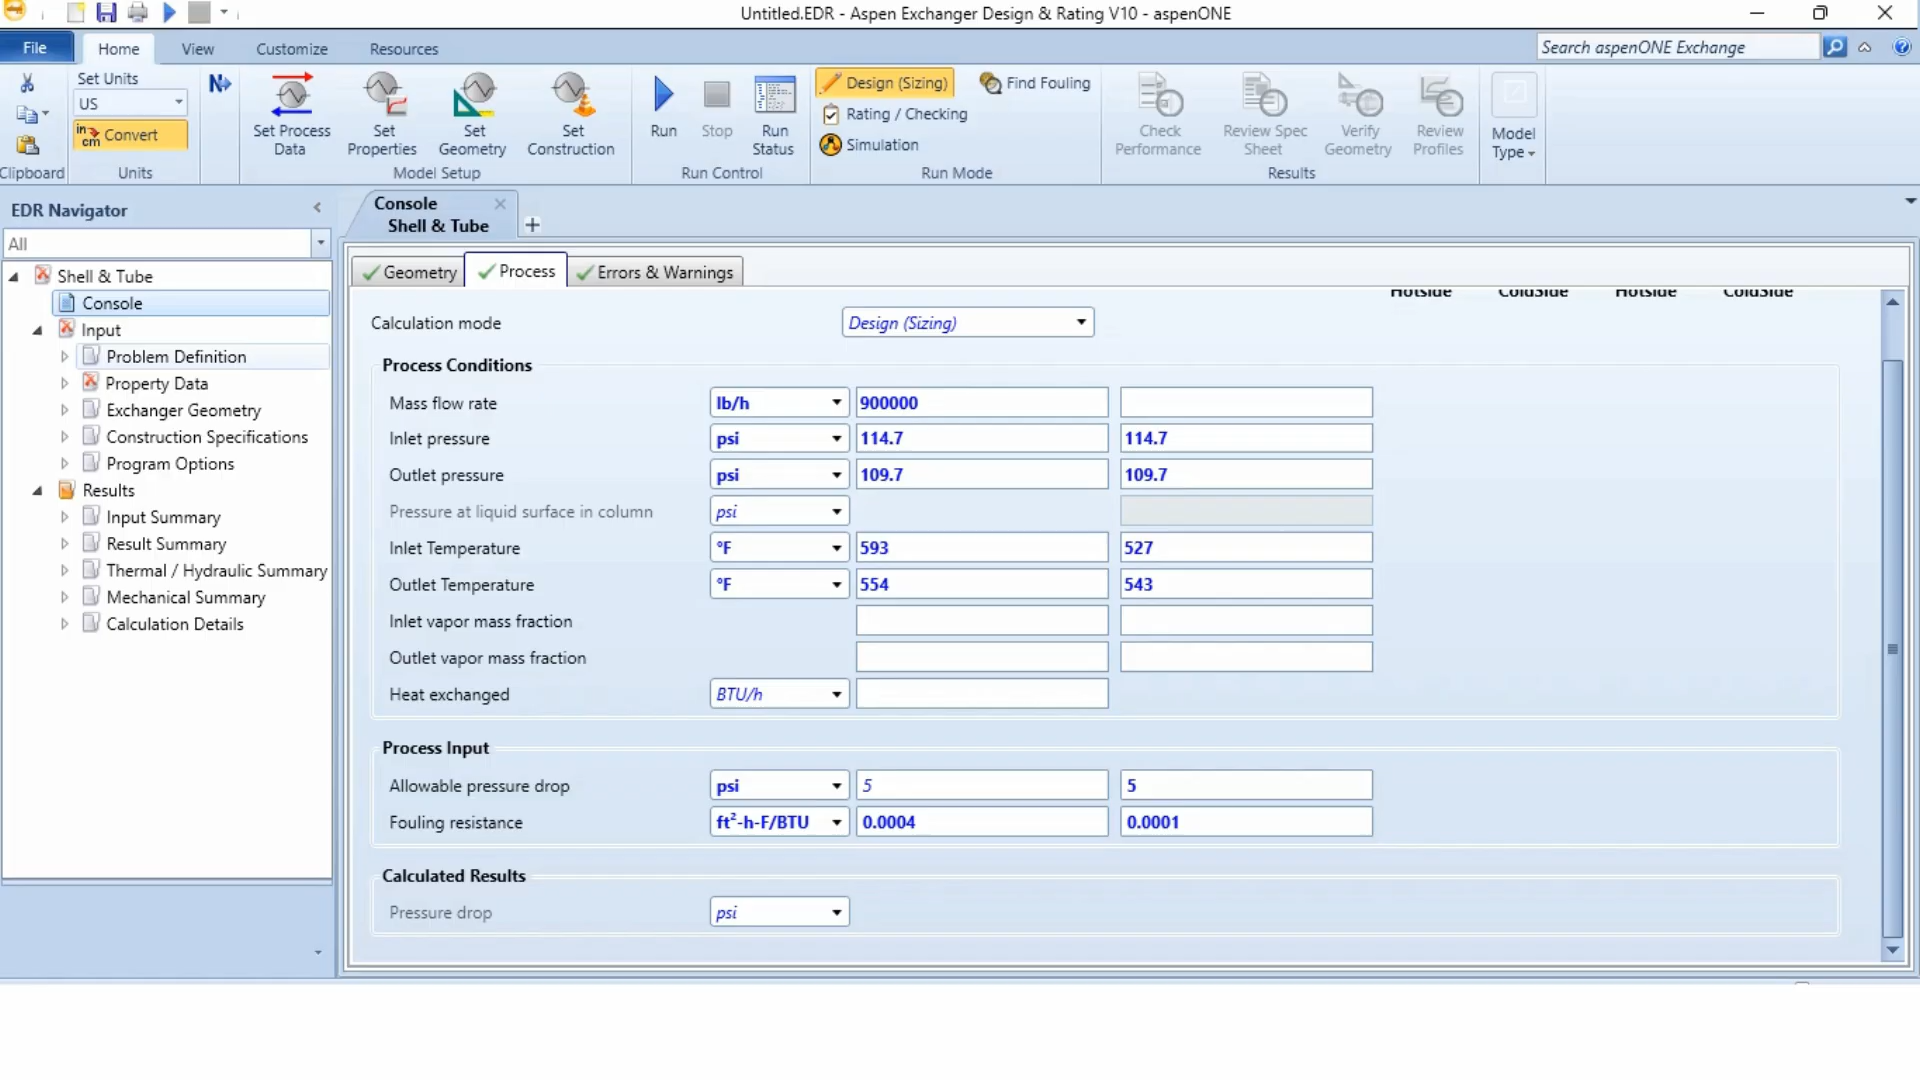 Untitled.EDR - Aspen Exchanger Design & Rating V10 - aspenONE
File Home View Customize Resources Search aspenONE Exchange
Set Units
US
in cm Convert
Units
Clipboard
Set Process Data
Set Properties
Set Geometry
Set Construction
Model Setup
Run
Stop
Run Status
Run Control
Design (Sizing)
Rating / Checking
Simulation
Find Fouling
Run Mode
Check Performance
Review Spec Sheet
Verify Geometry
Review Profiles
Results
Model Type
EDR Navigator
All
Shell & Tube
Console
Input
Problem Definition
Property Data
Exchanger Geometry
Construction Specifications
Program Options
Results
Input Summary
Result Summary
Thermal / Hydraulic Summary
Mechanical Summary
Calculation Details
Console
Shell & Tube
Geometry Process Errors & Warnings
HotSide ColdSide HotSide ColdSide
Calculation mode Design (Sizing)
Process Conditions
Mass flow rate lb/h 900000
Inlet pressure psi 114.7 114.7
Outlet pressure psi 109.7 109.7
Pressure at liquid surface in column psi
Inlet Temperature °F 593 527
Outlet Temperature °F 554 543
Inlet vapor mass fraction
Outlet vapor mass fraction
Heat exchanged BTU/h
Process Input
Allowable pressure drop psi 5 5
Fouling resistance ft²-h-F/BTU 0.0004 0.0001
Calculated Results
Pressure drop psi